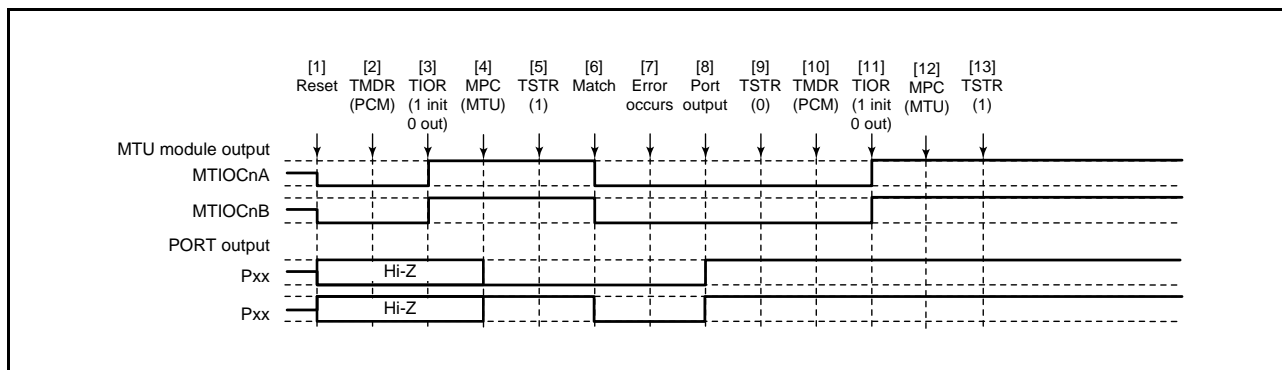 [1] [2] [3] [4] [5] [6] [7] [8] [9] [10] [11] [12] [13]
Reset TMDR TIOR MPC TSTR Match Error Port TSTR TMDR TIOR MPC TSTR
(PCM) (1 init (MTU) (1) occurs output (0) (PCM) (1 init (MTU) (1)
0 out) 0 out)
MTU module output
MTIOCnA
MTIOCnB
PORT output
Pxx Hi-Z
Pxx Hi-Z